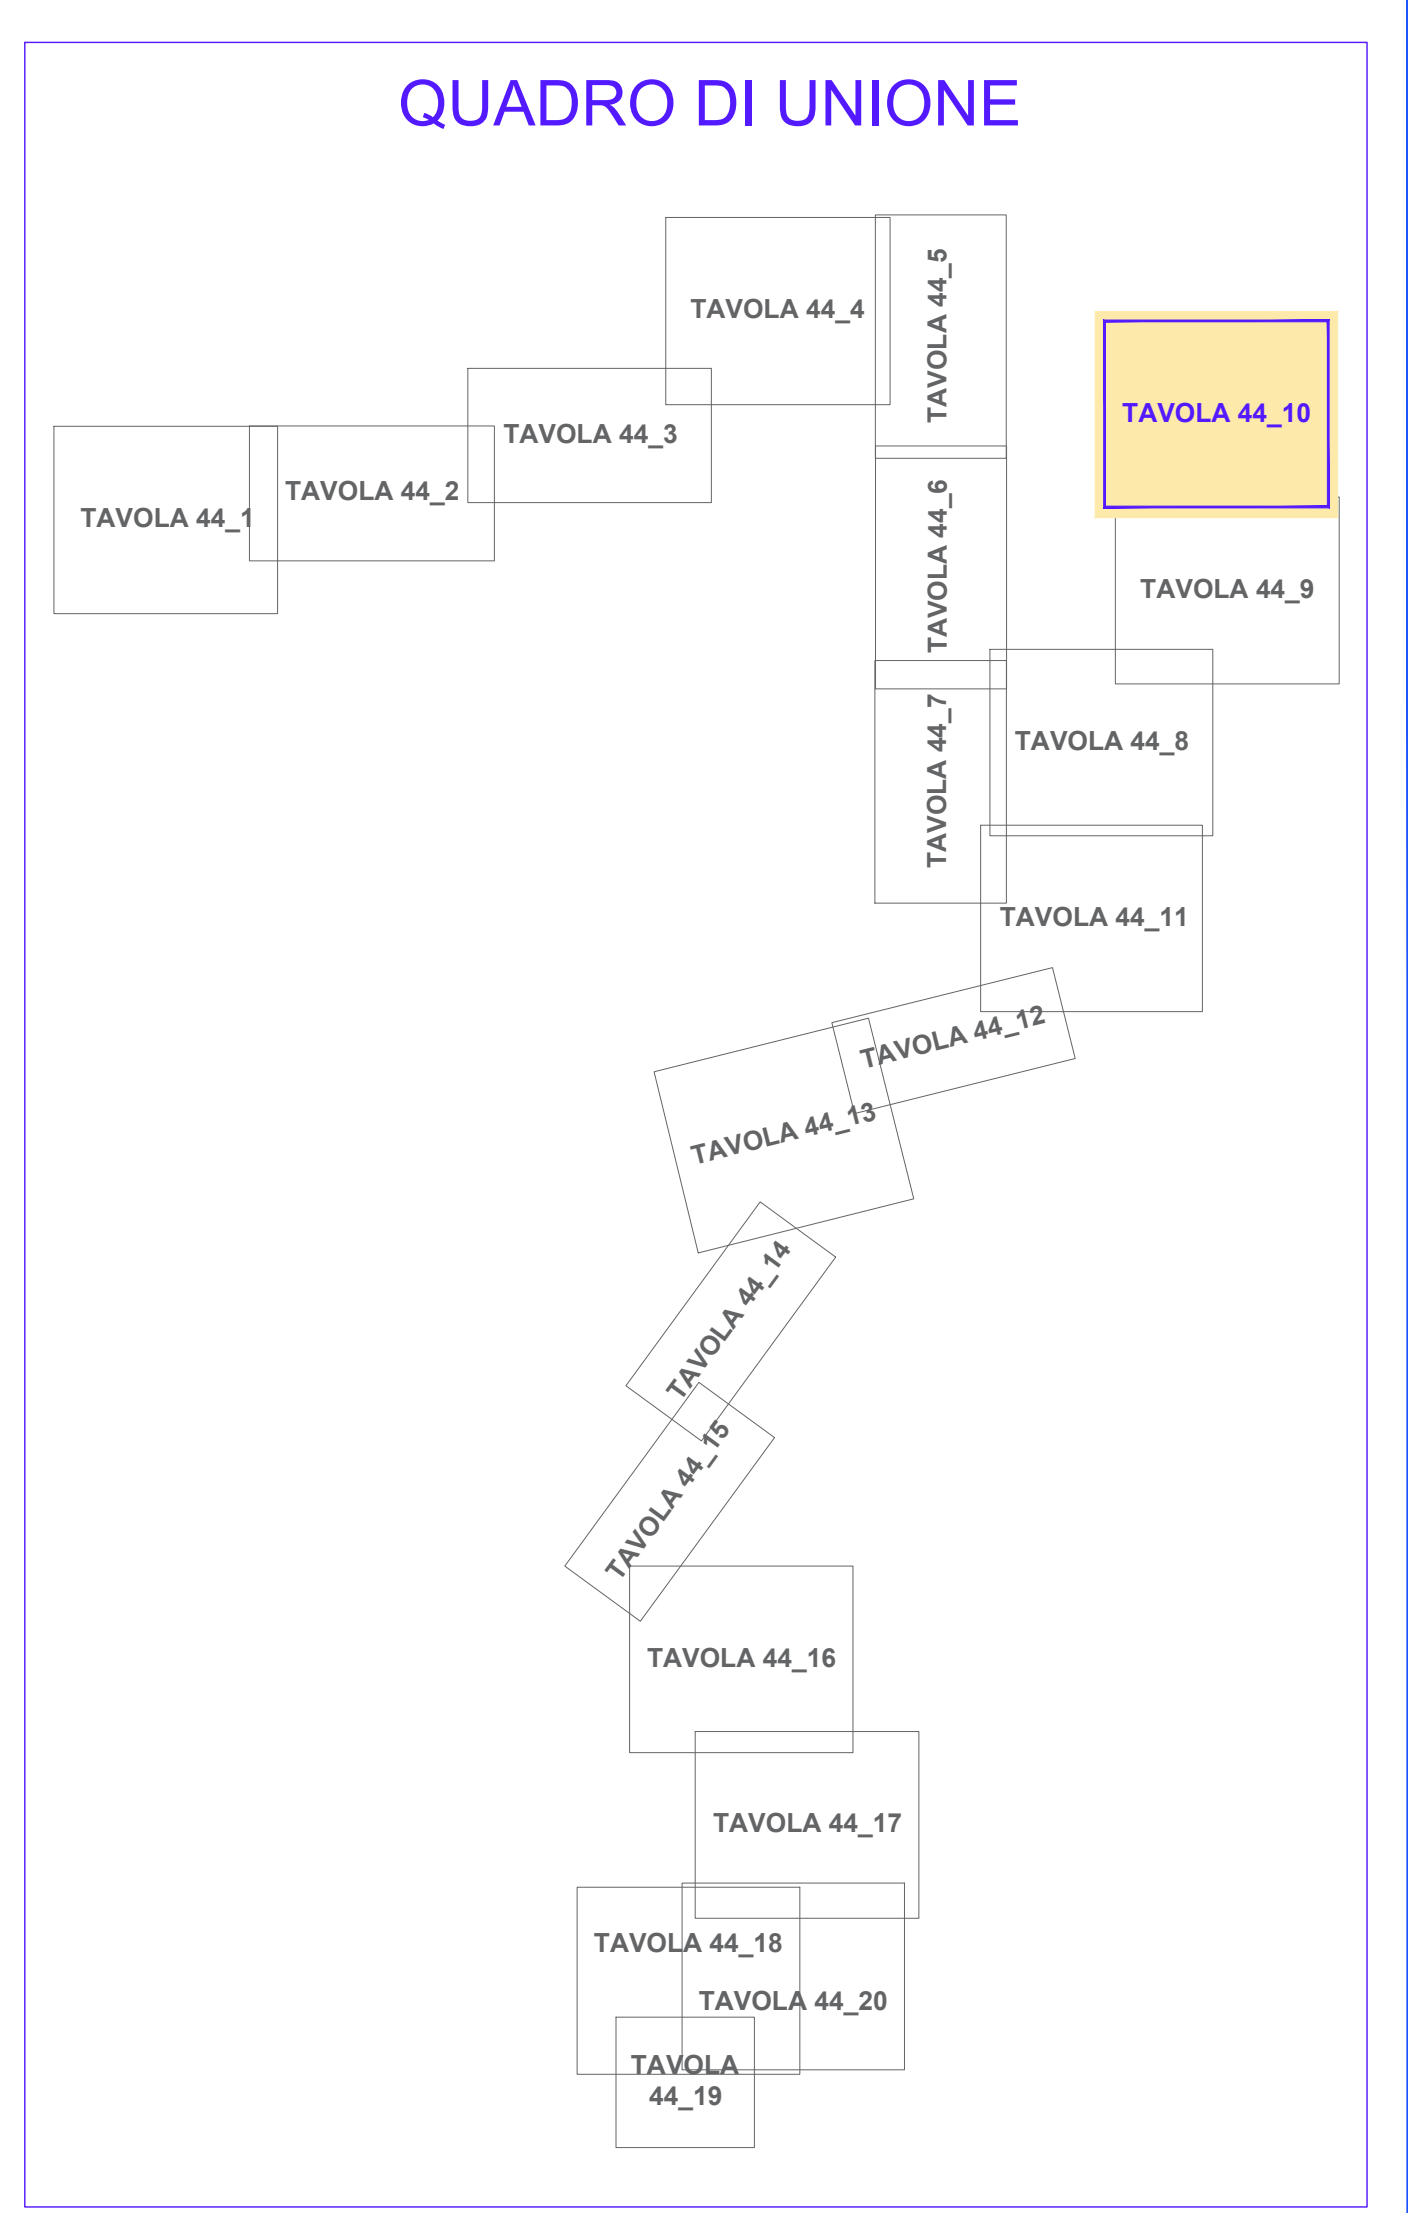 QUADRO DI UNIONE
TAVOLA 44_1
TAVOLA 44_2
TAVOLA 44_3
TAVOLA 44_4
TAVOLA 44_5
TAVOLA 44_6
TAVOLA 44_7
TAVOLA 44_8
TAVOLA 44_9
TAVOLA 44_10
TAVOLA 44_11
TAVOLA 44_12
TAVOLA 44_13
TAVOLA 44_14
TAVOLA 44_15
TAVOLA 44_16
TAVOLA 44_17
TAVOLA 44_18
TAVOLA 44_20
TAVOLA
44_19